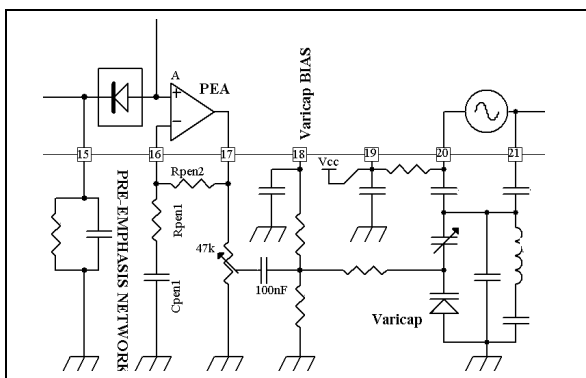 A
PEA
Varicap BIAS
15
16
17
18
19
20
21
Rpen2
Vcc
PRE-EMPHASIS NETWORK
Rpen1
47k
Cpen1
100nF
Varicap